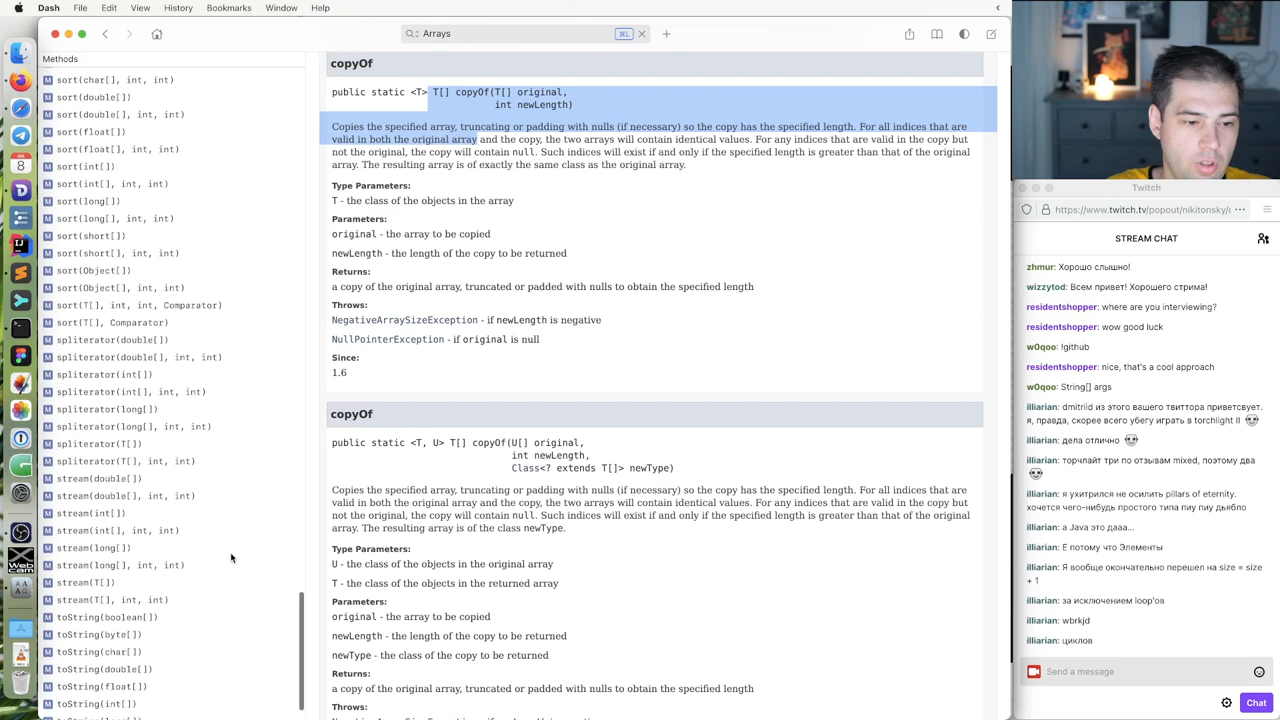 Dash File Edit View History Bookmarks Window Help
Arrays
⌘L
Methods
sort(char[], int, int)
sort(double[])
sort(double[], int, int)
sort(float[])
sort(float[], int, int)
sort(int[])
sort(int[], int, int)
sort(long[])
sort(long[], int, int)
sort(short[])
sort(short[], int, int)
sort(Object[])
sort(Object[], int, int)
sort(T[], int, int, Comparator)
sort(T[], Comparator)
spliterator(double[])
spliterator(double[], int, int)
spliterator(int[])
spliterator(int[], int, int)
spliterator(long[])
spliterator(long[], int, int)
spliterator(T[])
spliterator(T[], int, int)
stream(double[])
stream(double[], int, int)
stream(int[])
stream(int[], int, int)
stream(long[])
stream(long[], int, int)
stream(T[])
stream(T[], int, int)
toString(boolean[])
toString(byte[])
toString(char[])
toString(double[])
toString(float[])
toString(int[])
copyOf
public static <T> T[] copyOf(T[] original,
int newLength)
Copies the specified array, truncating or padding with nulls (if necessary) so the copy has the specified length. For all indices that are
valid in both the original array and the copy, the two arrays will contain identical values. For any indices that are valid in the copy but
not the original, the copy will contain null. Such indices will exist if and only if the specified length is greater than that of the original
array. The resulting array is of exactly the same class as the original array.
Type Parameters:
T - the class of the objects in the array
Parameters:
original - the array to be copied
newLength - the length of the copy to be returned
Returns:
a copy of the original array, truncated or padded with nulls to obtain the specified length
Throws:
NegativeArraySizeException - if newLength is negative
NullPointerException - if original is null
Since:
1.6
copyOf
public static <T, U> T[] copyOf(U[] original,
int newLength,
Class<? extends T[]> newType)
Copies the specified array, truncating or padding with nulls (if necessary) so the copy has the specified length. For all indices that are
valid in both the original array and the copy, the two arrays will contain identical values. For any indices that are valid in the copy but
not the original, the copy will contain null. Such indices will exist if and only if the specified length is greater than that of the original
array. The resulting array is of the class newType.
Type Parameters:
U - the class of the objects in the original array
T - the class of the objects in the returned array
Parameters:
original - the array to be copied
newLength - the length of the copy to be returned
newType - the class of the copy to be returned
Returns:
a copy of the original array, truncated or padded with nulls to obtain the specified length
Throws:
Twitch
https://www.twitch.tv/popout/nikitonsky/
STREAM CHAT
zhmur: Хорошо слышно!
wizzytod: Всем привет! Хорошего стрима!
residentshopper: where are you interviewing?
residentshopper: wow good luck
w0qoo: !github
residentshopper: nice, that's a cool approach
w0qoo: String[] args
illiarian: dmitriid из этого вашего твиттора приветсвует.
я, правда, скорее всего убегу играть в torchlight II
illiarian: дела отлично
illiarian: торчлайт три по отзывам mixed, поэтому два
illiarian: я ухитрился не осилить pillars of eternity.
хочется чего-нибудь простого типа пиу пиу дьябло
illiarian: а Java это дааа...
illiarian: E потому что Элементы
illiarian: Я вообще окончательно перешел на size = size
+ 1
illiarian: за исключением loop'ов
illiarian: wbrkjd
illiarian: циклов
Send a message
Chat